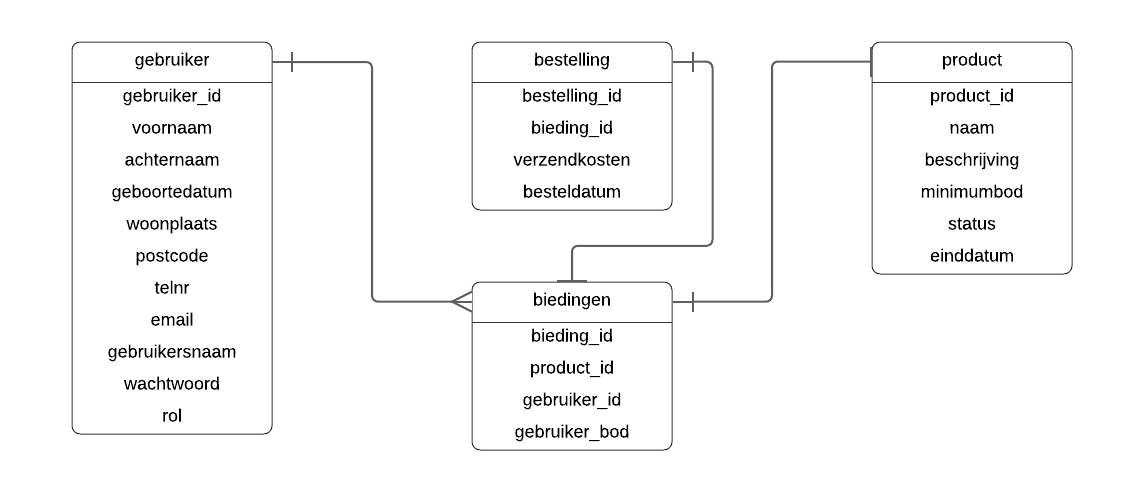 gebruiker
gebruiker_id
voornaam
achternaam
geboortedatum
woonplaats
postcode
telnr
email
gebruikersnaam
wachtwoord
rol
bestelling
bestelling_id
bieding_id
verzendkosten
besteldatum
biedingen
bieding_id
product_id
gebruiker_id
gebruiker_bod
product
product_id
naam
beschrijving
minimumbod
status
einddatum